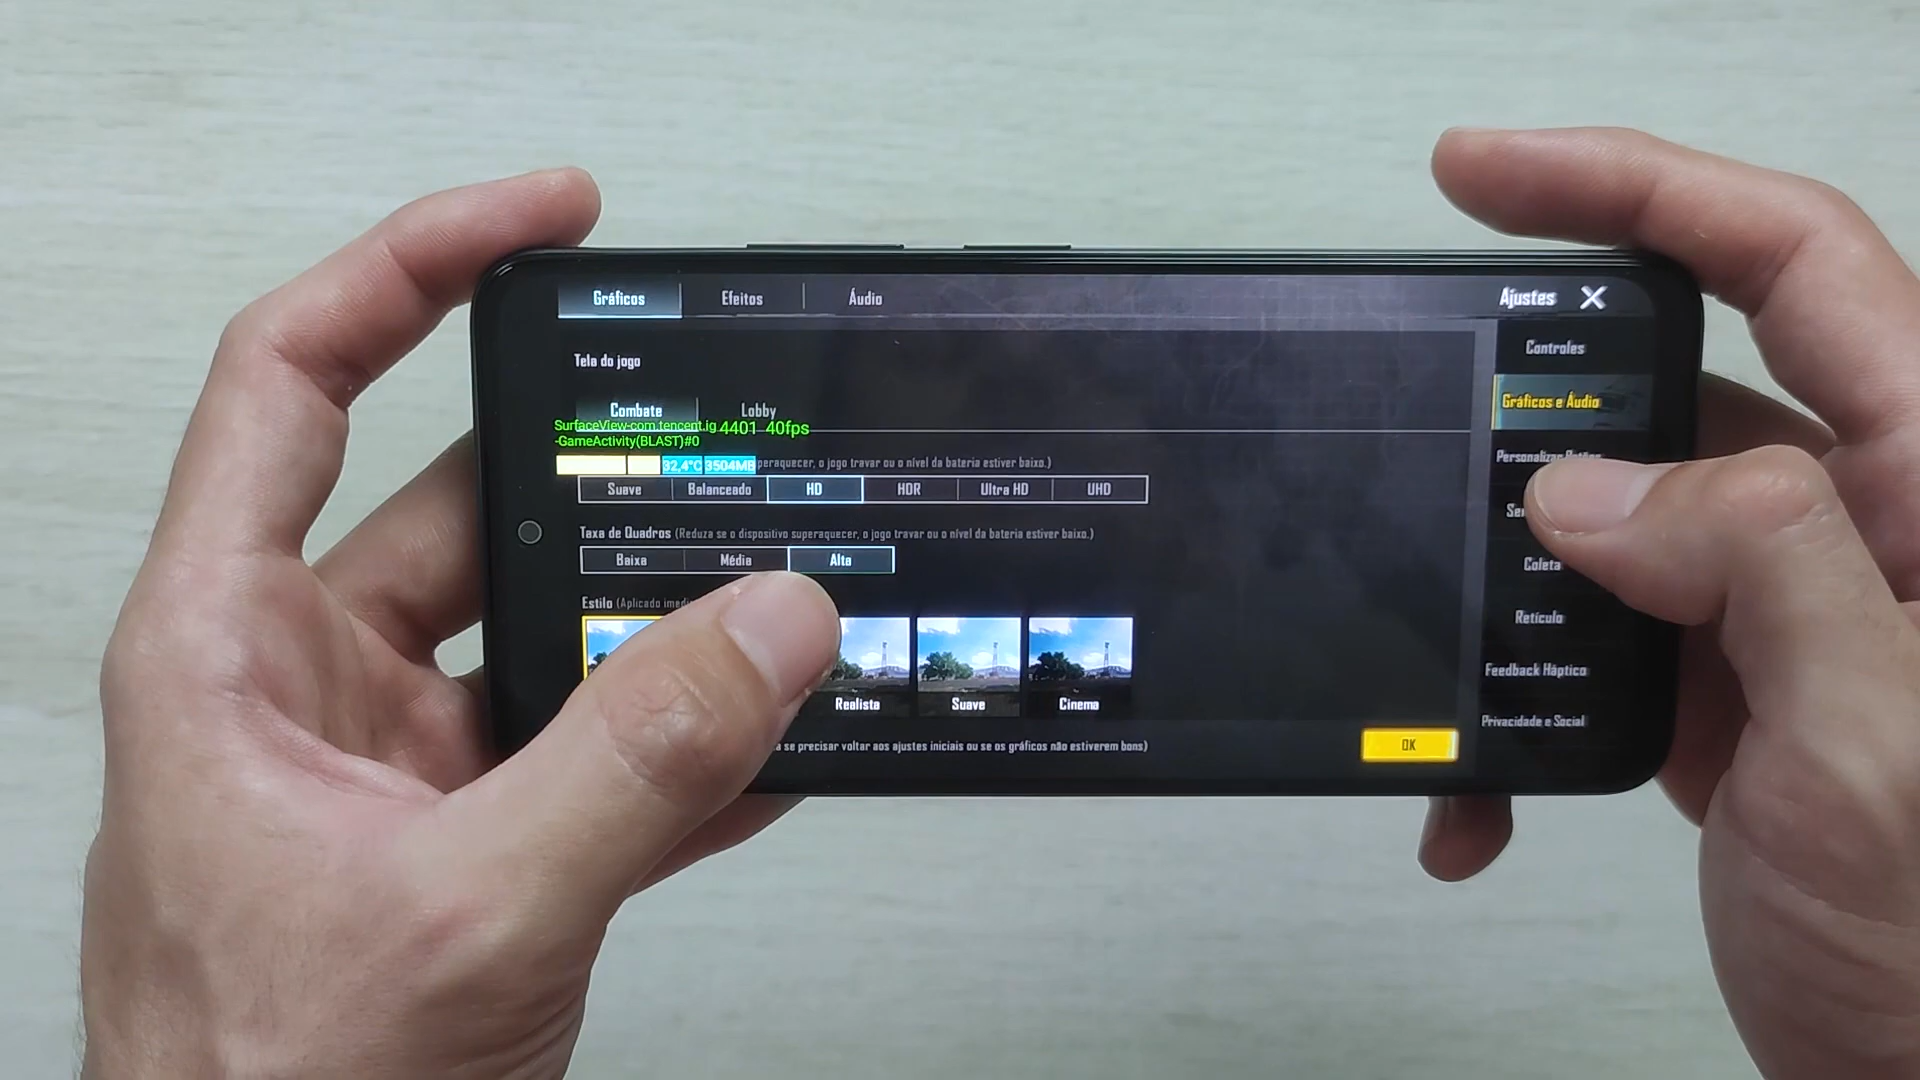 Gráficos
Efeitos
Áudio
Ajustes
Tela do jogo
Combate
Lobby
SurfaceView-com.tencent.ig 4401 40fps
-GameActivity(BLAST)#0
32,4°C 3504MB
peraquecer, o jogo travar ou o nível da bateria estiver baixo.)
Suave
Balanceado
HD
HDR
Ultra HD
UHD
Taxa de Quadros (Reduza se o dispositivo superaquecer, o jogo travar ou o nível da bateria estiver baixo.)
Baixa
Média
Alta
Estilo (Aplicado
Realista
Suave
Cinema
se precisar voltar aos ajustes iniciais ou se os gráficos não estiverem bons)
OK
Controles
Gráficos e Áudio
Personalizar
Coleta
Retículo
Feedback Háptico
Privacidade e Social